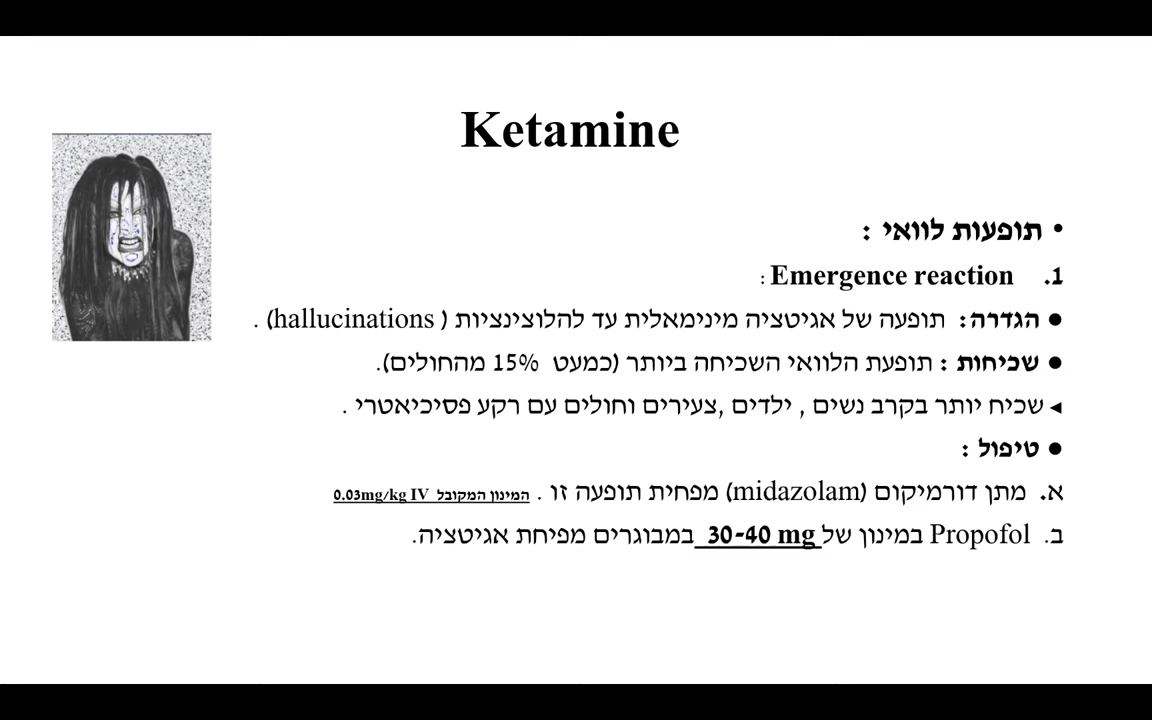 Ketamine
• תופעות לוואי :
1. Emergence reaction :
● הגדרה: תופעה של אגיטציה מינימאלית עד להלוצינציות ( hallucinations) .
● שכיחות : תופעת הלוואי השכיחה ביותר (כמעט 15% מהחולים).
◄ שכיח יותר בקרב נשים , ילדים ,צעירים וחולים עם רקע פסיכיאטרי .
● טיפול :
א. מתן דורמיקום (midazolam) מפחית תופעה זו . המינון המקובל 0.03mg/kg IV
ב. Propofol במינון של 30-40 mg במבוגרים מפיחת אגיטציה.